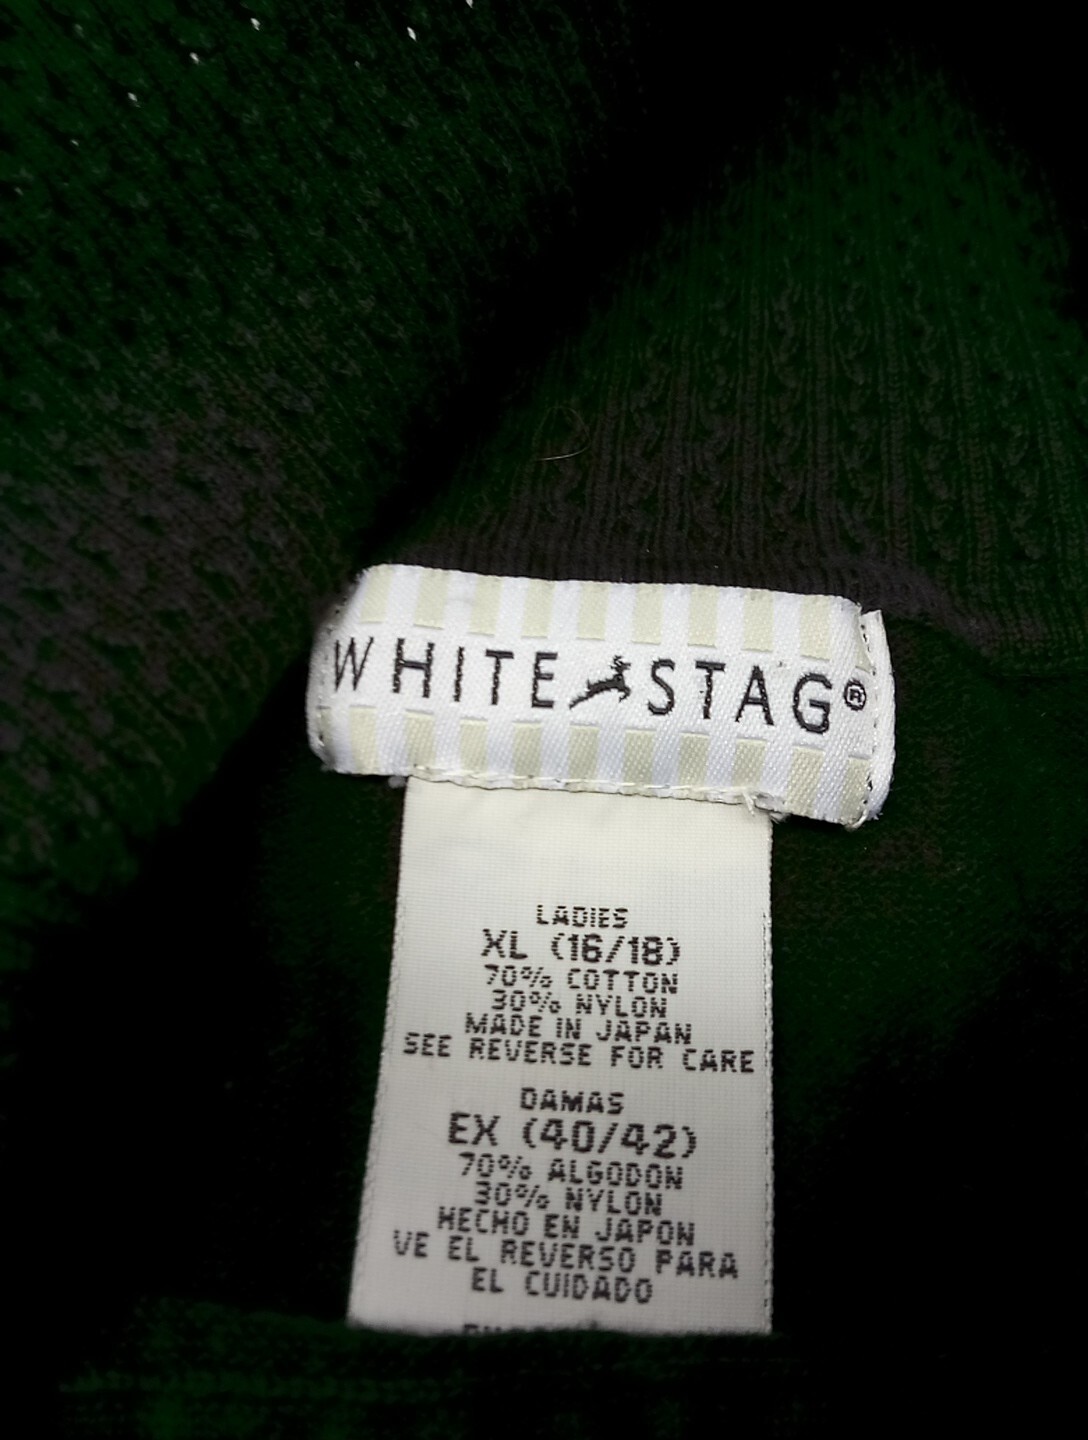 WHITE STAG®
LADIES
XL (16/18)
70% COTTON
30% NYLON
MADE IN JAPAN
SEE REVERSE FOR CARE
DAMAS
EX (40/42)
70% ALGODON
30% NYLON
HECHO EN JAPON
VE EL REVERSO PARA
EL CUIDADO